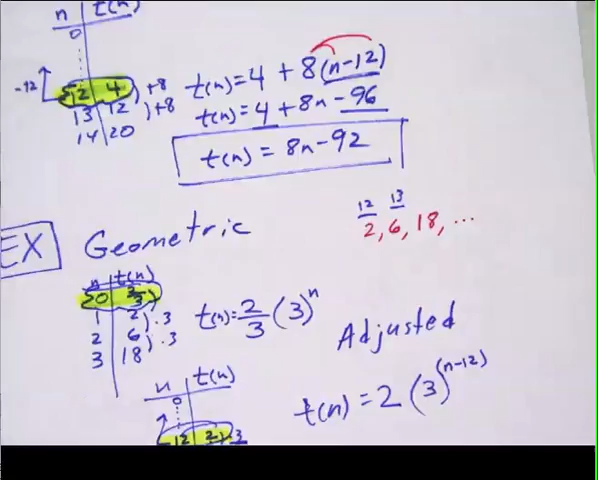 n t(n)
0
-12
12 4 ) +8
13 12 ) +8
14 20
t(n) = 4 + 8(n-12)
t(n) = 4 + 8n - 96
t(n) = 8n - 92
EX Geometric
12 13
2, 6, 18, ...
n t(n)
0 2/3
1 2 ) · 3
2 6 ) · 3
3 18
t(n) = 2/3 (3)^n
Adjusted
t(n) = 2 (3)^(n-12)
n t(n)
0
12 2 ) · 3